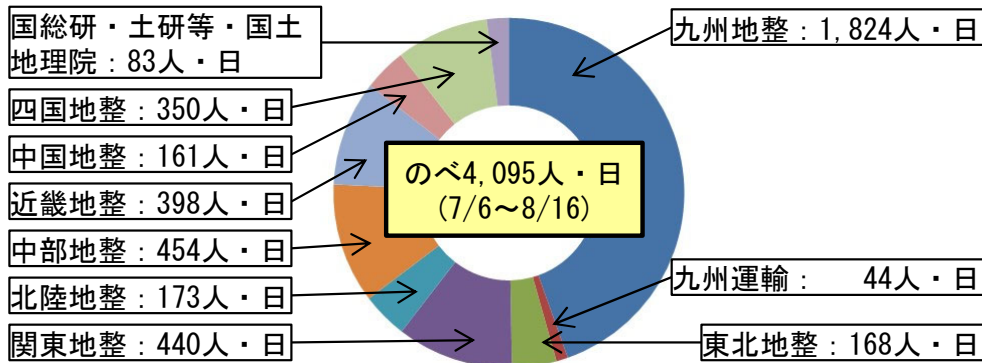 国総研・土研等・国土
地理院：83人・日
四国地整：350人・日
中国地整：161人・日
近畿地整：398人・日
中部地整：454人・日
北陸地整：173人・日
関東地整：440人・日
のべ4,095人・日
(7/6～8/16)
九州地整：1,824人・日
九州運輸：　44人・日
東北地整：168人・日